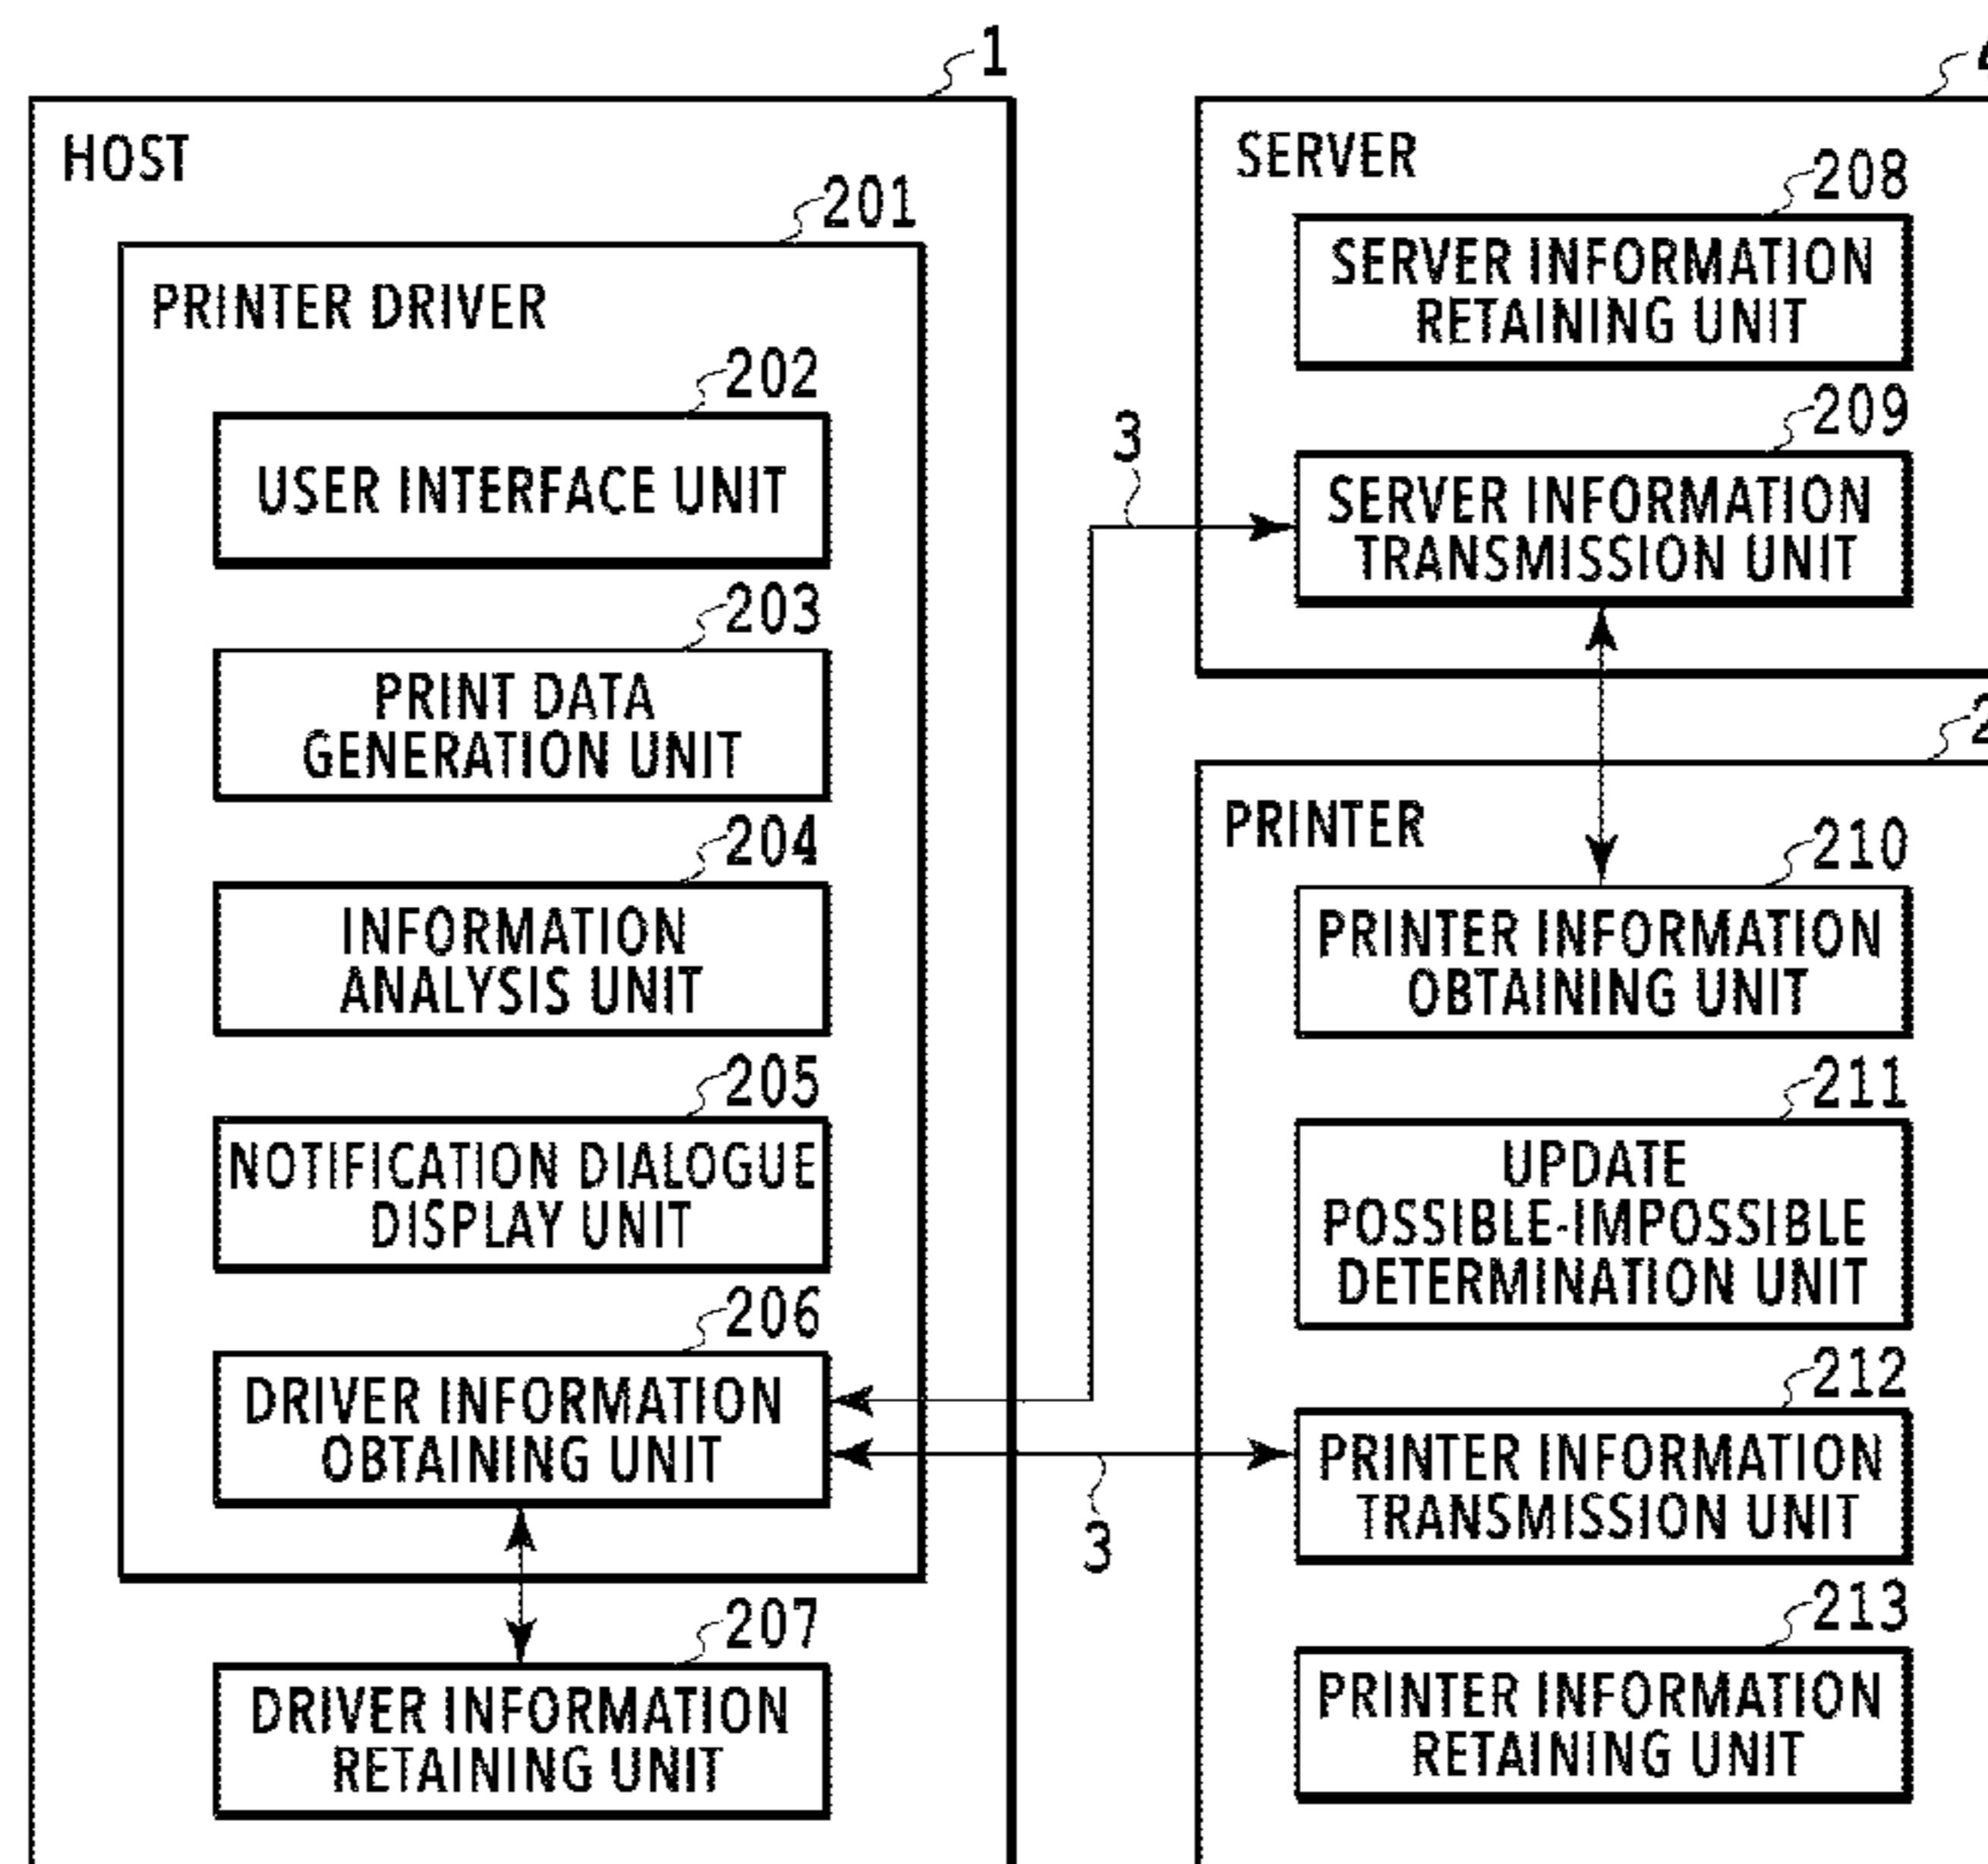 1
HOST
201
PRINTER DRIVER
202
USER INTERFACE UNIT
203
PRINT DATA
GENERATION UNIT
204
INFORMATION
ANALYSIS UNIT
205
NOTIFICATION DIALOGUE
DISPLAY UNIT
206
DRIVER INFORMATION
OBTAINING UNIT
207
DRIVER INFORMATION
RETAINING UNIT
3
3
SERVER
208
SERVER INFORMATION
RETAINING UNIT
209
SERVER INFORMATION
TRANSMISSION UNIT
2
PRINTER
210
PRINTER INFORMATION
OBTAINING UNIT
211
UPDATE
POSSIBLE-IMPOSSIBLE
DETERMINATION UNIT
212
PRINTER INFORMATION
TRANSMISSION UNIT
213
PRINTER INFORMATION
RETAINING UNIT